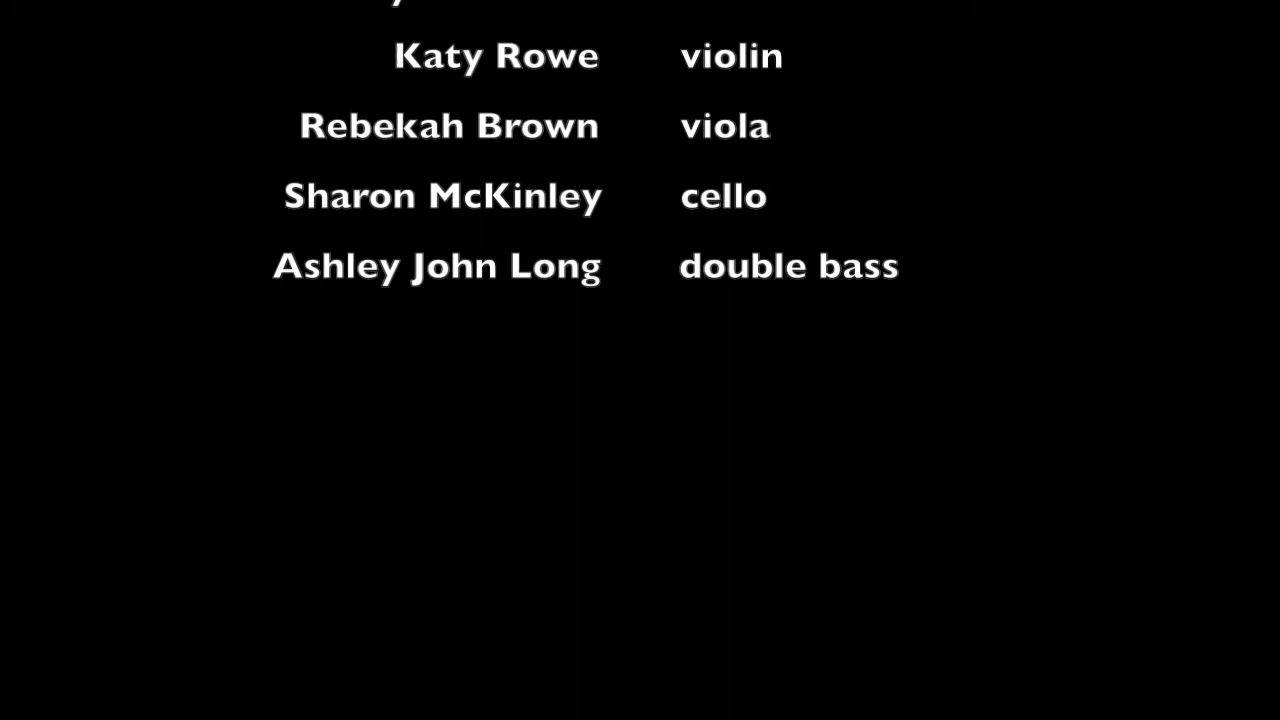 Katy Rowe violin
Rebekah Brown viola
Sharon McKinley cello
Ashley John Long double bass